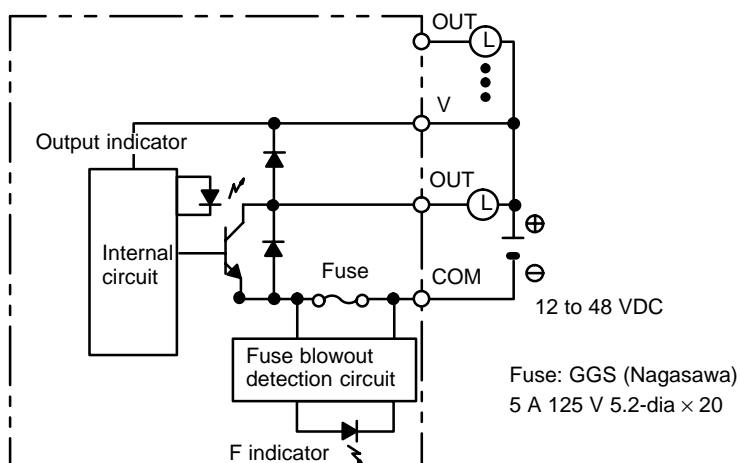 OUT
L
V
Output indicator
OUT
L
⊕
Internal
circuit
Fuse
COM
⊖
12 to 48 VDC
Fuse blowout
detection circuit
Fuse: GGS (Nagasawa)
5 A 125 V 5.2-dia × 20
F indicator